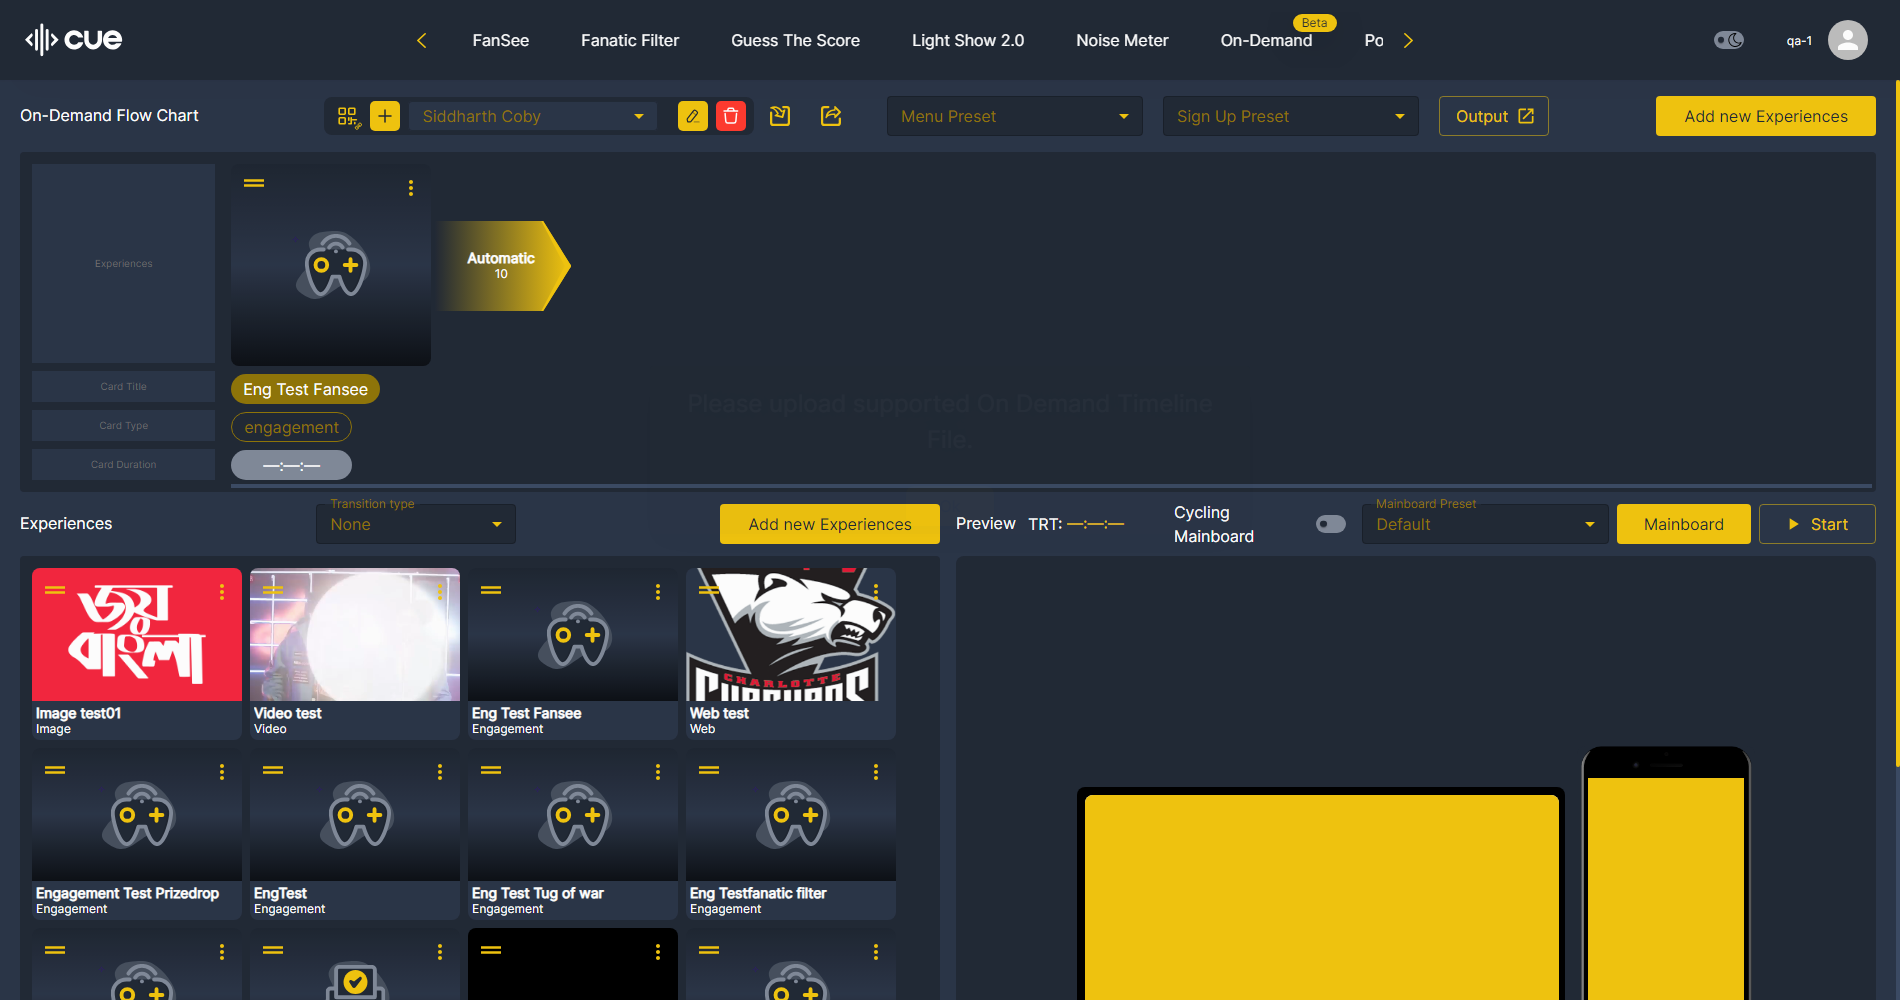 cue
FanSee
Fanatic Filter
Guess The Score
Light Show 2.0
Noise Meter
On-Demand
Beta
Po
qa-1
On-Demand Flow Chart
Siddharth Coby
Menu Preset
Sign Up Preset
Output
Add new Experiences
Experiences
Automatic
10
Card Title
Eng Test Fansee
Card Type
engagement
Card Duration
—:—:—
Please upload supported On Demand Timeline
File.
Experiences
Transition type
None
Add new Experiences
Preview
TRT: —:—:—
Cycling
Mainboard
Mainboard Preset
Default
Mainboard
Start
জয়
বাংলা
CHARLOTTE
Image test01
Image
Video test
Video
Eng Test Fansee
Engagement
Web test
Web
Engagement Test Prizedrop
Engagement
EngTest
Engagement
Eng Test Tug of war
Engagement
Eng Testfanatic filter
Engagement